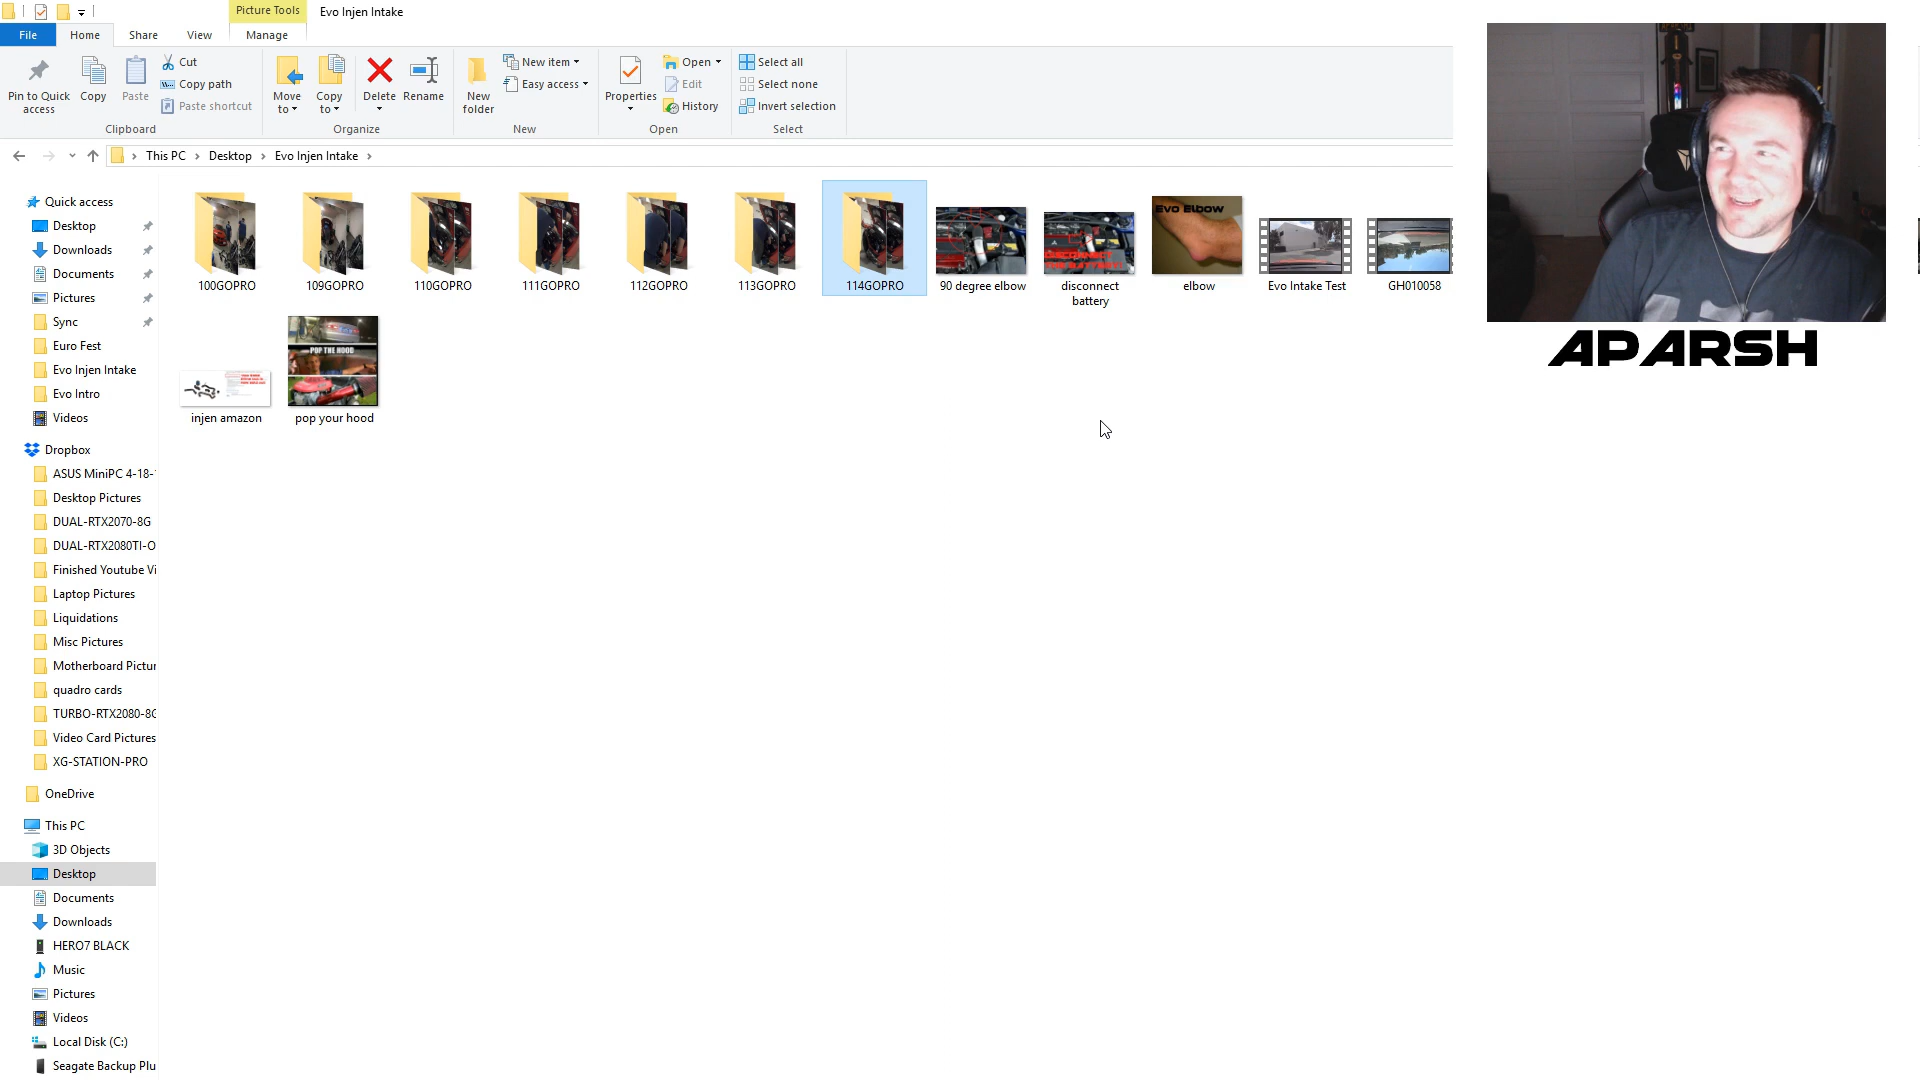 Picture Tools
Evo Injen Intake
File
Home
Share
View
Manage
Pin to Quick
access
Copy
Paste
Cut
Copy path
Paste shortcut
Clipboard
Move
to
Copy
to
Delete
Rename
Organize
New
folder
New item
Easy access
New
Properties
Open
Edit
History
Open
Select all
Select none
Invert selection
Select
This PC
Desktop
Evo Injen Intake
Quick access
Desktop
Downloads
Documents
Pictures
Sync
Euro Fest
Evo Injen Intake
Evo Intro
Videos
Dropbox
ASUS MiniPC 4-18-
Desktop Pictures
DUAL-RTX2070-8G
DUAL-RTX2080TI-O
Finished Youtube Vi
Laptop Pictures
Liquidations
Misc Pictures
Motherboard Pictur
quadro cards
TURBO-RTX2080-8G
Video Card Pictures
XG-STATION-PRO
OneDrive
This PC
3D Objects
Desktop
Documents
Downloads
HERO7 BLACK
Music
Pictures
Videos
Local Disk (C:)
Seagate Backup Plu
100GOPRO
109GOPRO
110GOPRO
111GOPRO
112GOPRO
113GOPRO
114GOPRO
90 degree elbow
DISCONNECT
YOUR BATTERY!
disconnect
battery
Evo Elbow
elbow
Evo Intake Test
GH010058
injen amazon
POP THE HOOD
pop your hood
APARSH